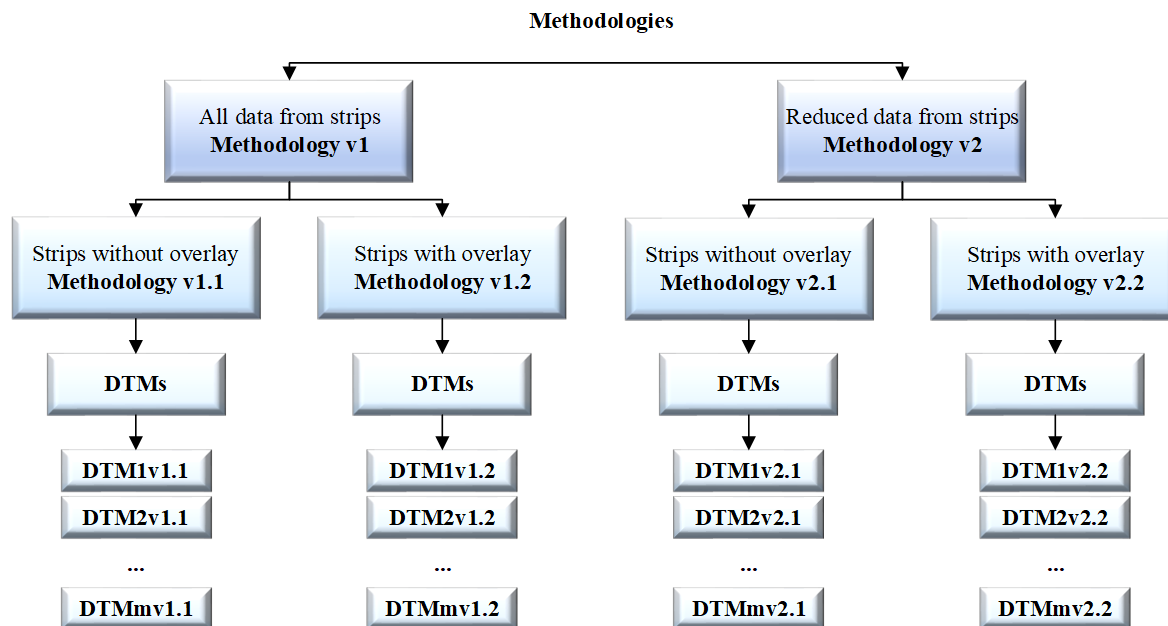 Methodologies
All data from strips
Methodology v1
Reduced data from strips
Methodology v2
Strips without overlay
Methodology v1.1
Strips with overlay
Methodology v1.2
Strips without overlay
Methodology v2.1
Strips with overlay
Methodology v2.2
DTMs
DTMs
DTMs
DTMs
DTM1v1.1
DTM1v1.2
DTM1v2.1
DTM1v2.2
DTM2v1.1
DTM2v1.2
DTM2v2.1
DTM2v2.2
...
...
...
...
DTMmv1.1
DTMmv1.2
DTMmv2.1
DTMmv2.2